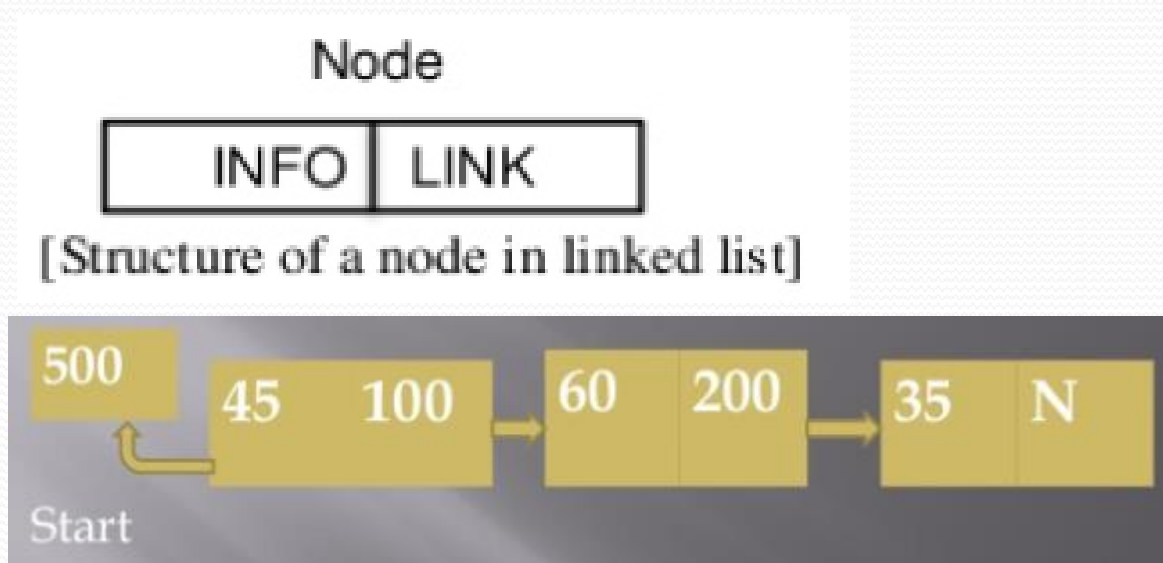 Node
INFO LINK
[Structure of a node in linked list]
500
45 100
60 200
35 N
Start